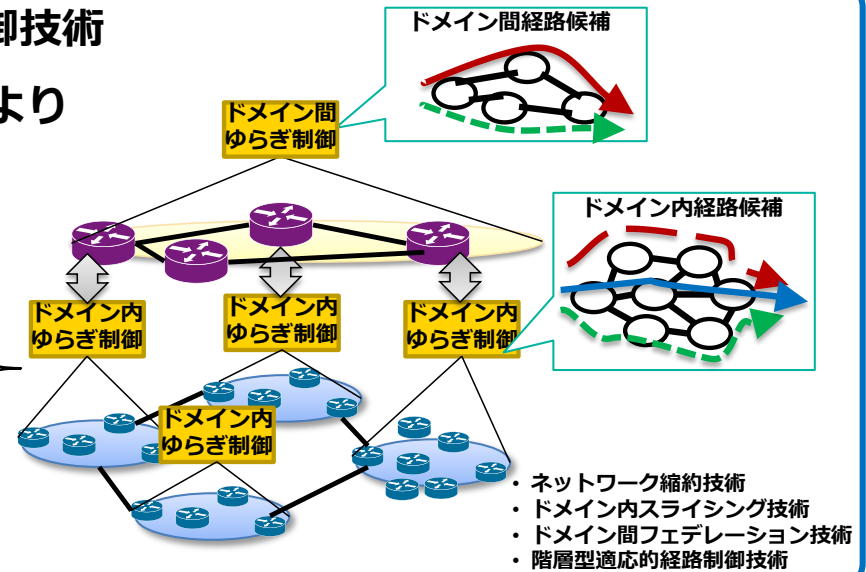 御技術
より
ドメイン間経路候補
ドメイン間
ゆらぎ制御
ドメイン内経路候補
ドメイン内
ゆらぎ制御
ドメイン内
ゆらぎ制御
ドメイン内
ゆらぎ制御
ドメイン内
ゆらぎ制御
・ネットワーク縮約技術
・ドメイン内スライシング技術
・ドメイン間フェデレーション技術
・階層型適応的経路制御技術